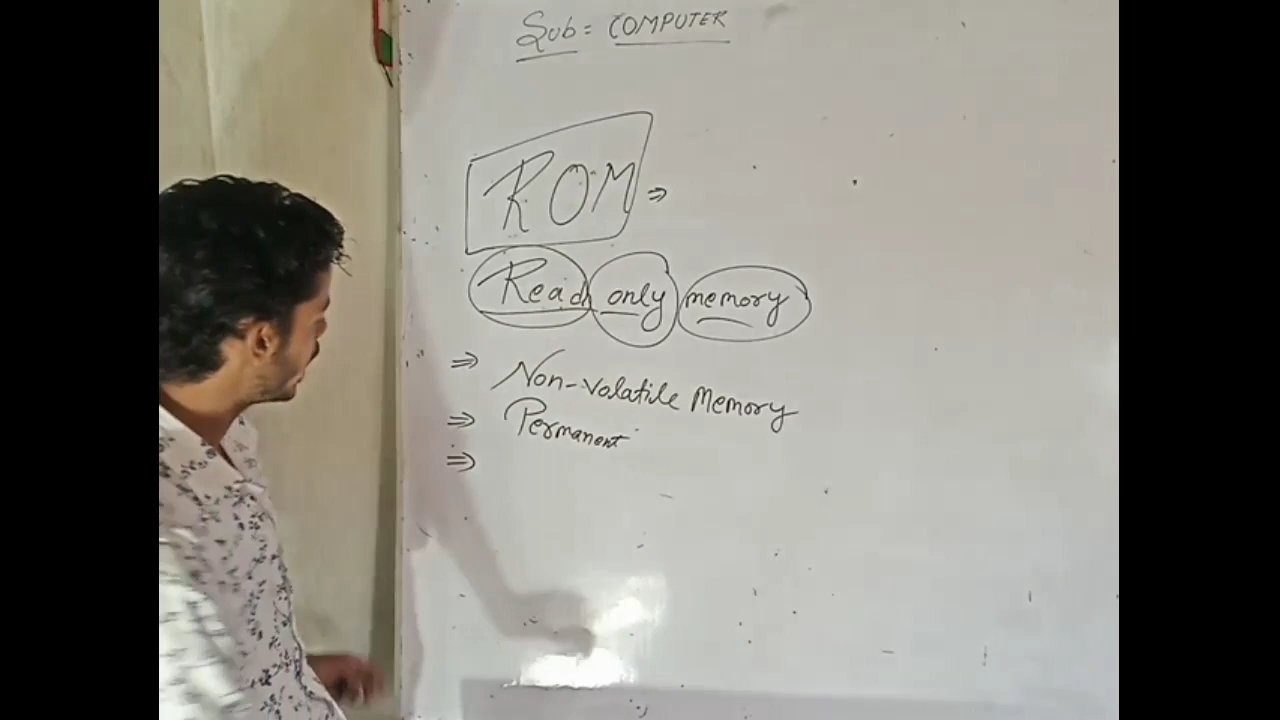 Sub = COMPUTER
ROM ⇒
Read only memory
⇒ Non-volatile Memory
⇒ Permanent
⇒